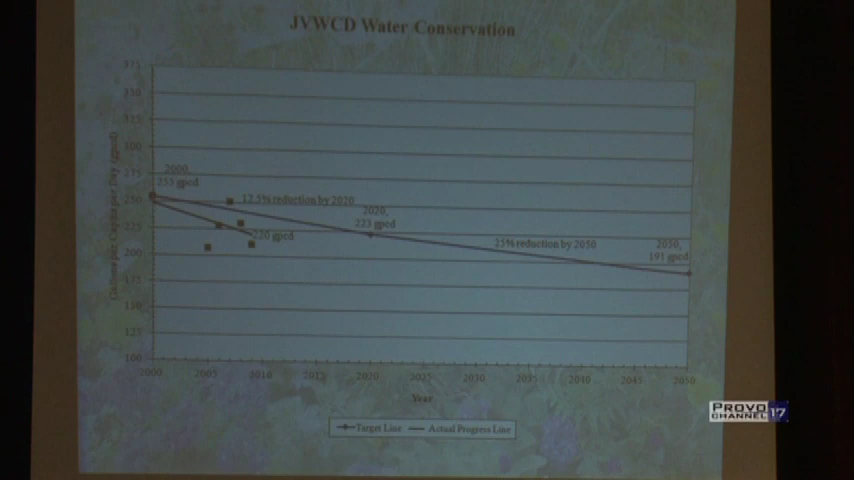 JVWCD Water Conservation
375
350
325
300
275
250
225
200
175
150
125
100
Gallons per Capita per Day (gpcd)
2000,
255 gpcd
12.5% reduction by 2020
220 gpcd
2020,
223 gpcd
25% reduction by 2050
2050,
191 gpcd
2000 2005 2010 2015 2020 2025 2030 2035 2040 2045 2050
Year
Target Line Actual Progress Line
PROVO
CHANNEL 17